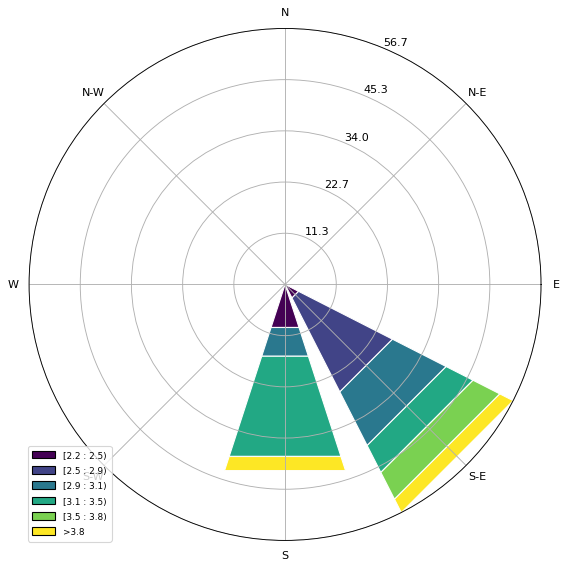 N
56.7
N-W
45.3
N-E
34.0
22.7
11.3
W
E
[2.2 : 2.5)
[2.5 : 2.9)
S-W
S-E
[2.9 : 3.1)
[3.1 : 3.5)
[3.5 : 3.8)
>3.8
S